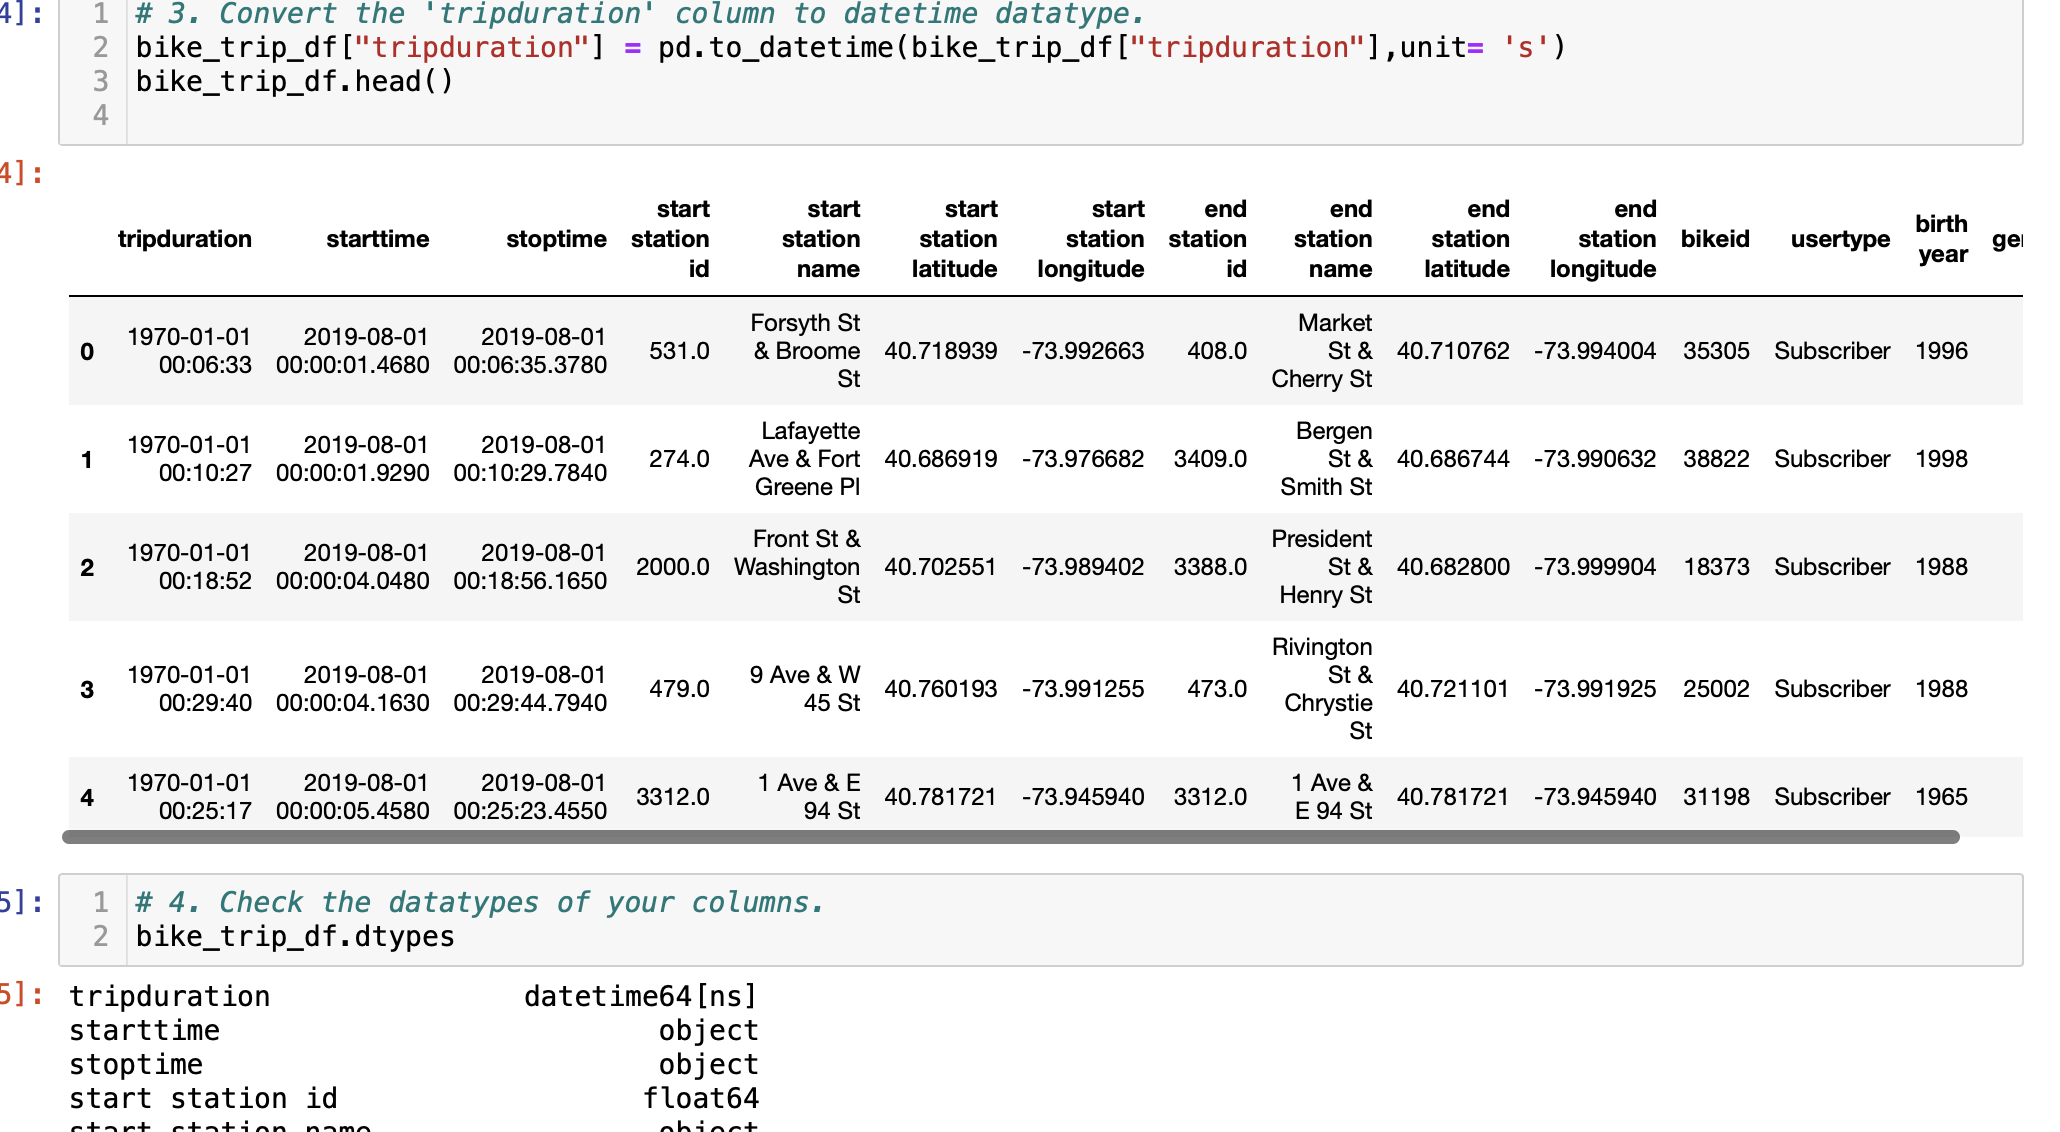 4]:
1 # 3. Convert the 'tripduration' column to datetime datatype.
2 bike_trip_df["tripduration"] = pd.to_datetime(bike_trip_df["tripduration"],unit= 's')
3 bike_trip_df.head()
4
4]:
tripduration starttime stoptime start station id start station name start station latitude start station longitude end station id end station name end station latitude end station longitude bikeid usertype birth year
0 1970-01-01 00:06:33 2019-08-01 00:00:01.4680 2019-08-01 00:06:35.3780 531.0 Forsyth St & Broome St 40.718939 -73.992663 408.0 Market St & Cherry St 40.710762 -73.994004 35305 Subscriber 1996
1 1970-01-01 00:10:27 2019-08-01 00:00:01.9290 2019-08-01 00:10:29.7840 274.0 Lafayette Ave & Fort Greene Pl 40.686919 -73.976682 3409.0 Bergen St & Smith St 40.686744 -73.990632 38822 Subscriber 1998
2 1970-01-01 00:18:52 2019-08-01 00:00:04.0480 2019-08-01 00:18:56.1650 2000.0 Front St & Washington St 40.702551 -73.989402 3388.0 President St & Henry St 40.682800 -73.999904 18373 Subscriber 1988
3 1970-01-01 00:29:40 2019-08-01 00:00:04.1630 2019-08-01 00:29:44.7940 479.0 9 Ave & W 45 St 40.760193 -73.991255 473.0 Rivington St & Chrystie St 40.721101 -73.991925 25002 Subscriber 1988
4 1970-01-01 00:25:17 2019-08-01 00:00:05.4580 2019-08-01 00:25:23.4550 3312.0 1 Ave & E 94 St 40.781721 -73.945940 3312.0 1 Ave & E 94 St 40.781721 -73.945940 31198 Subscriber 1965
5]:
1 # 4. Check the datatypes of your columns.
2 bike_trip_df.dtypes
5]:
tripduration datetime64[ns]
starttime object
stoptime object
start station id float64
start station name object